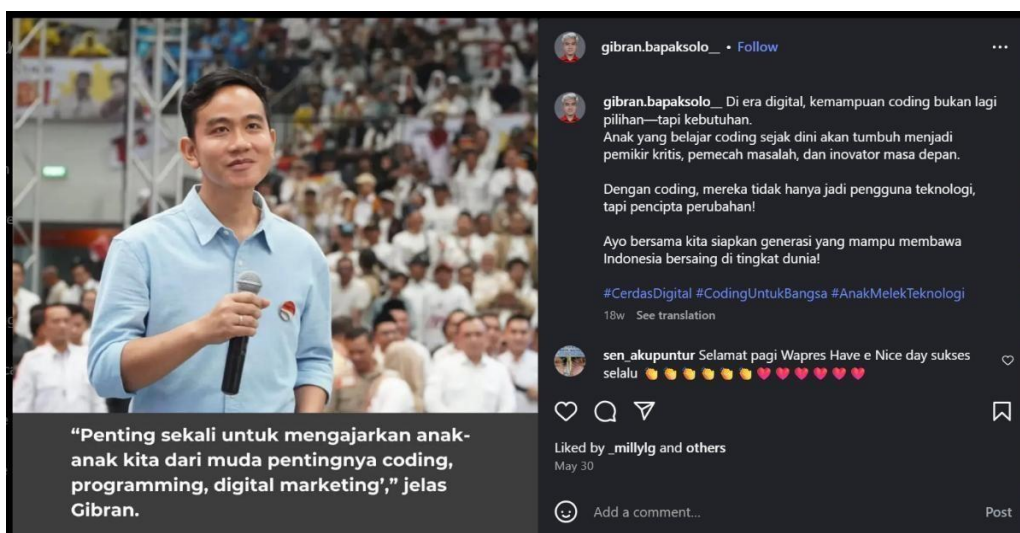 gibran.bapaksolo__ • Follow
gibran.bapaksolo__ Di era digital, kemampuan coding bukan lagi
pilihan—tapi kebutuhan.
Anak yang belajar coding sejak dini akan tumbuh menjadi
pemikir kritis, pemecah masalah, dan inovator masa depan.
Dengan coding, mereka tidak hanya jadi pengguna teknologi,
tapi pencipta perubahan!
Ayo bersama kita siapkan generasi yang mampu membawa
Indonesia bersaing di tingkat dunia!
#CerdasDigital #CodingUntukBangsa #AnakMelekTeknologi
18w See translation
sen_akupuntur Selamat pagi Wapres Have e Nice day sukses
selalu 👏👏👏👏👏👏❤️❤️❤️❤️❤️❤️
Liked by _millylg and others
May 30
Add a comment...
Post
“Penting sekali untuk mengajarkan anak-
anak kita dari muda pentingnya coding,
programming, digital marketing’,” jelas
Gibran.